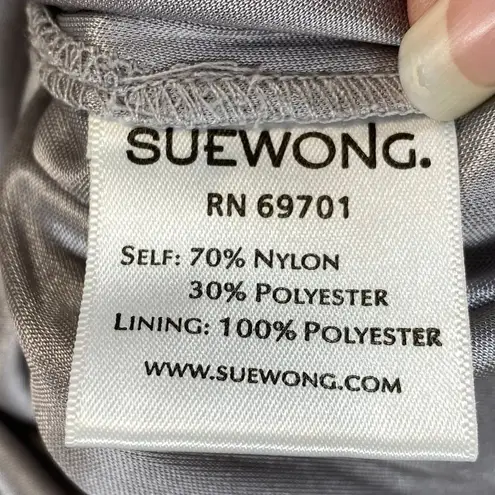 SUEWONG.
RN 69701
SELF: 70% NYLON
30% POLYESTER
LINING: 100% POLYESTER
WWW.SUEWONG.COM